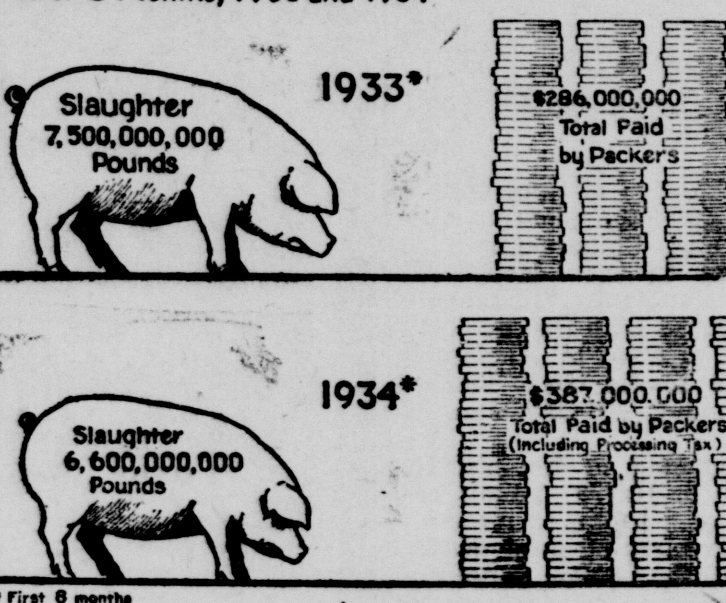 1933*
Slaughter
7,500,000,000
Pounds
$286,000,000
Total Paid
by Packers
1934*
Slaughter
6,600,000,000
Pounds
$387.000.000
Total Paid by Packers
(Including Processing Tax)
* First 8 months